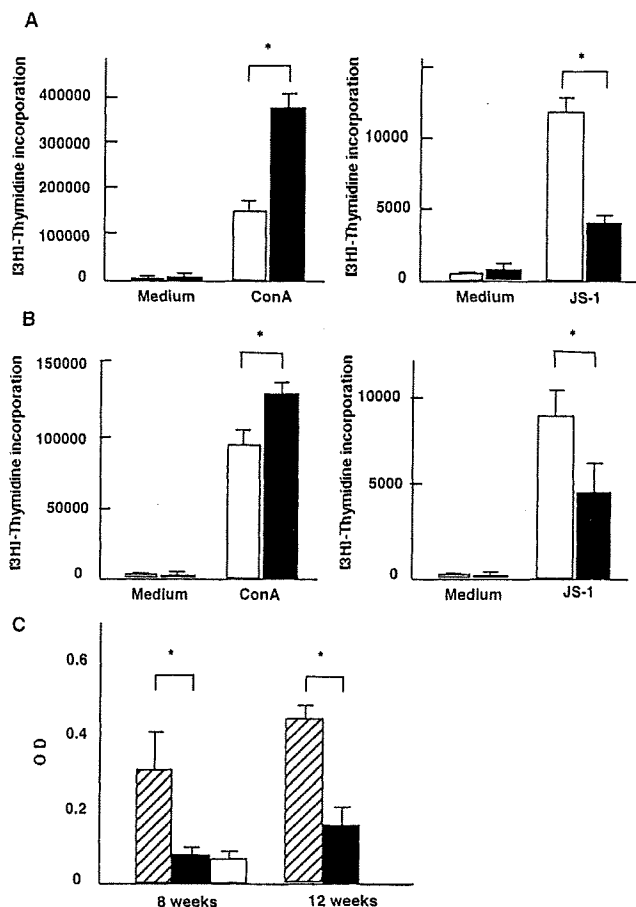 A
[3H]-Thymidine incorporation
400000
300000
200000
100000
0
*
Medium
ConA
[3H]-Thymidine incorporation
10000
5000
0
*
Medium
JS-1
B
[3H]-Thymidine incorporation
150000
100000
50000
0
*
Medium
ConA
[3H]-Thymidine incorporation
10000
5000
0
*
Medium
JS-1
C
O D
0.6
0.4
0.2
0
*
*
8 weeks
12 weeks